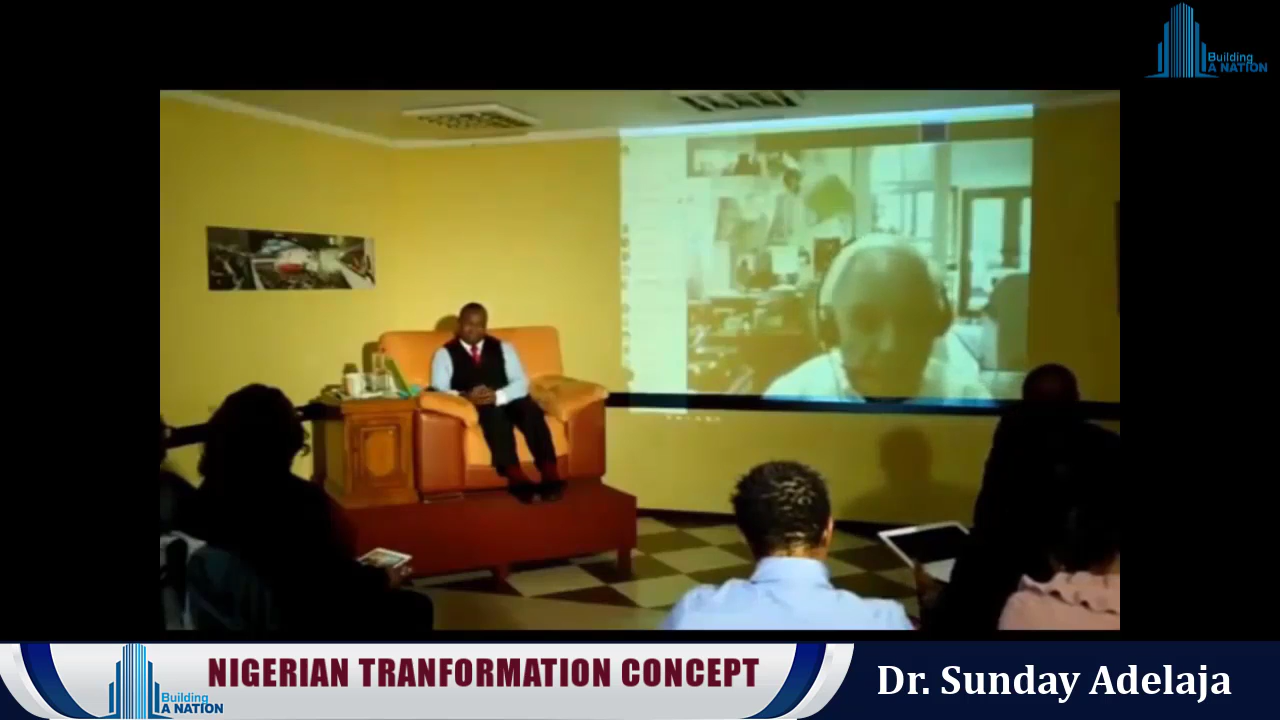 Building
A NATION
NIGERIAN TRANFORMATION CONCEPT
Dr. Sunday Adelaja
Building
A NATION